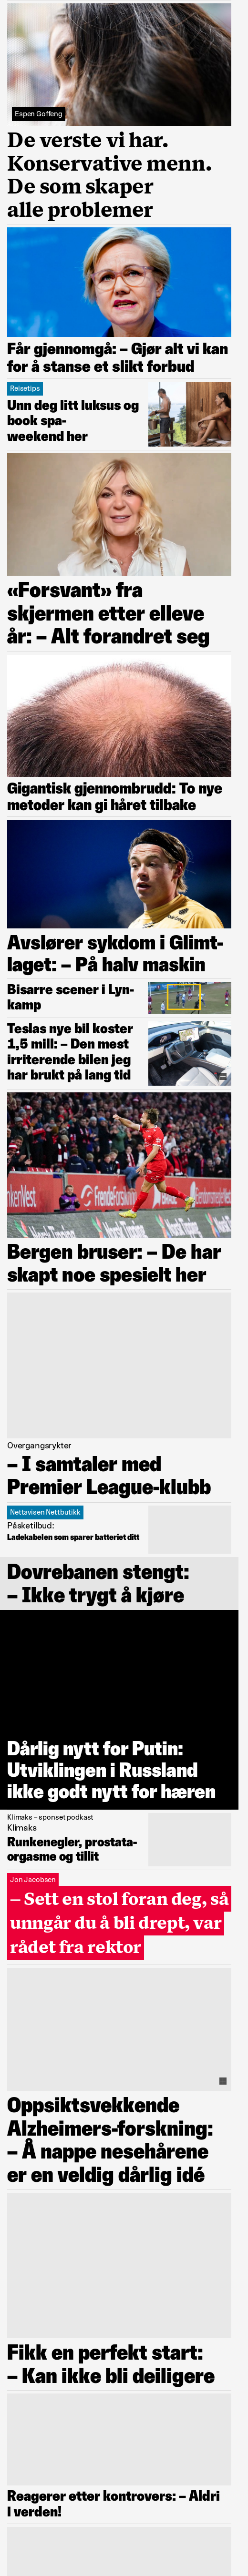 Espen Goffeng
De verste vi har.
Konservative menn.
De som skaper
alle problemer
Får gjennomgå: – Gjør alt vi kan
for å stanse et slikt forbud
Reisetips
Unn deg litt luksus og
book spa-
weekend her
«Forsvant» fra
skjermen etter elleve
år: – Alt forandret seg
Gigantisk gjennombrudd: To nye
metoder kan gi håret tilbake
Avslører sykdom i Glimt-
laget: – På halv maskin
Bisarre scener i Lyn-
kamp
Teslas nye bil koster
1,5 mill: – Den mest
irriterende bilen jeg
har brukt på lang tid
Bergen bruser: – De har
skapt noe spesielt her
Overgangsrykter
– I samtaler med
Premier League-klubb
Nettavisen Nettbutikk
Påsketilbud:
Ladekabelen som sparer batteriet ditt
Dovrebanen stengt:
– Ikke trygt å kjøre
Dårlig nytt for Putin:
Utviklingen i Russland
ikke godt nytt for hæren
Klimaks – sponset podkast
Klimaks
Runkenegler, prostata-
orgasme og tillit
Jon Jacobsen
– Sett en stol foran deg, så
unngår du å bli drept, var
rådet fra rektor
Oppsiktsvekkende
Alzheimers-forskning:
– Å nappe nesehårene
er en veldig dårlig idé
Fikk en perfekt start:
– Kan ikke bli deiligere
Reagerer etter kontrovers: – Aldri
i verden!